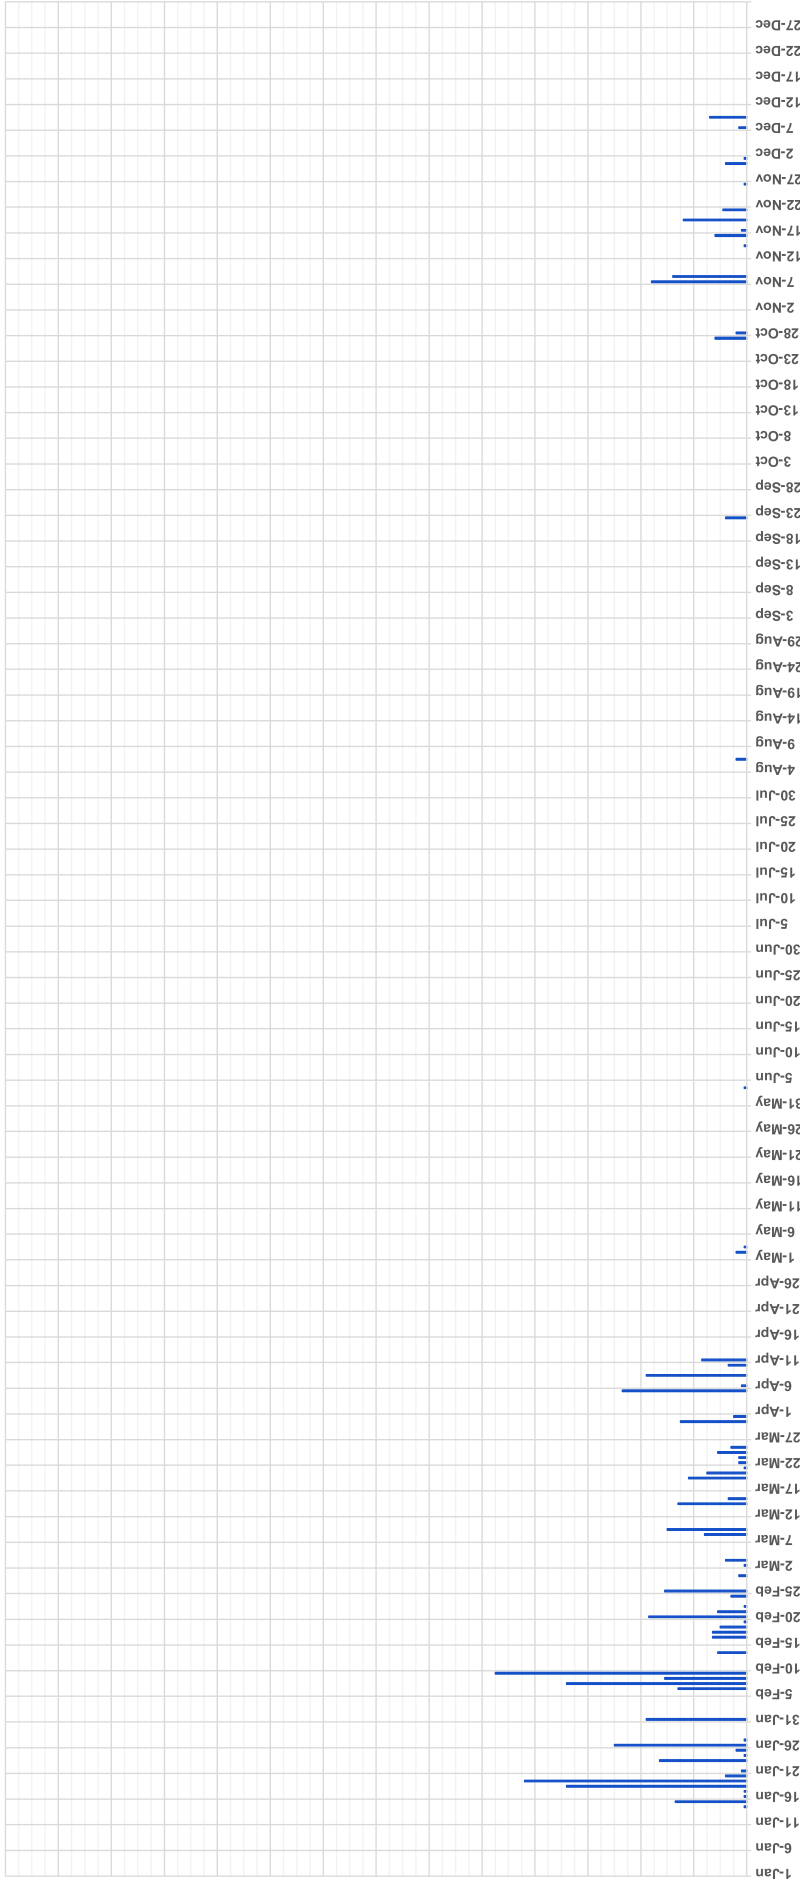 1-Jan
6-Jan
11-Jan
16-Jan
21-Jan
26-Jan
31-Jan
5-Feb
10-Feb
15-Feb
20-Feb
25-Feb
2-Mar
7-Mar
12-Mar
17-Mar
22-Mar
27-Mar
1-Apr
6-Apr
11-Apr
16-Apr
21-Apr
26-Apr
1-May
6-May
11-May
16-May
21-May
26-May
31-May
5-Jun
10-Jun
15-Jun
20-Jun
25-Jun
30-Jun
5-Jul
10-Jul
15-Jul
20-Jul
25-Jul
30-Jul
4-Aug
9-Aug
14-Aug
19-Aug
24-Aug
29-Aug
3-Sep
8-Sep
13-Sep
18-Sep
23-Sep
28-Sep
3-Oct
8-Oct
13-Oct
18-Oct
23-Oct
28-Oct
2-Nov
7-Nov
12-Nov
17-Nov
22-Nov
27-Nov
2-Dec
7-Dec
12-Dec
17-Dec
22-Dec
27-Dec